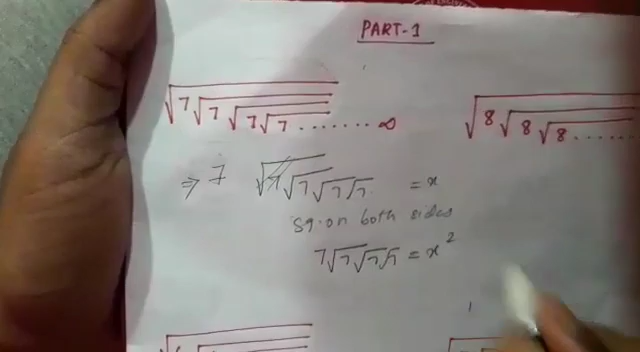 PART-1
√7√7√7√7.......∞ √8√8√8......
⇒ 7 √7√7√7√7. = x
sq. on both sides
7√7√7√7 = x²